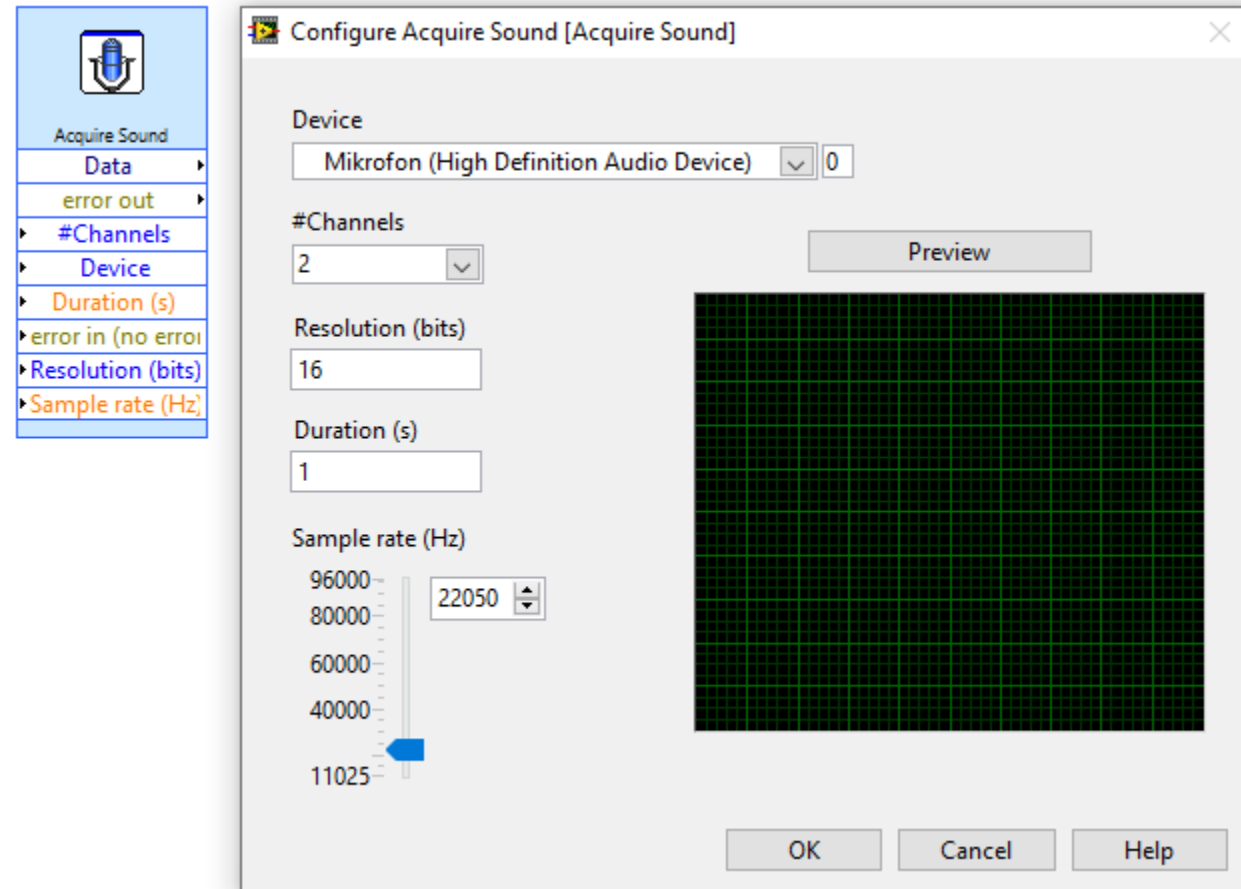 Acquire Sound
Data
error out
#Channels
Device
Duration (s)
error in (no error
Resolution (bits)
Sample rate (Hz)
Configure Acquire Sound [Acquire Sound]
Device
Mikrofon (High Definition Audio Device) 0
#Channels
2
Preview
Resolution (bits)
16
Duration (s)
1
Sample rate (Hz)
96000
22050
80000
60000
40000
11025
OK Cancel Help